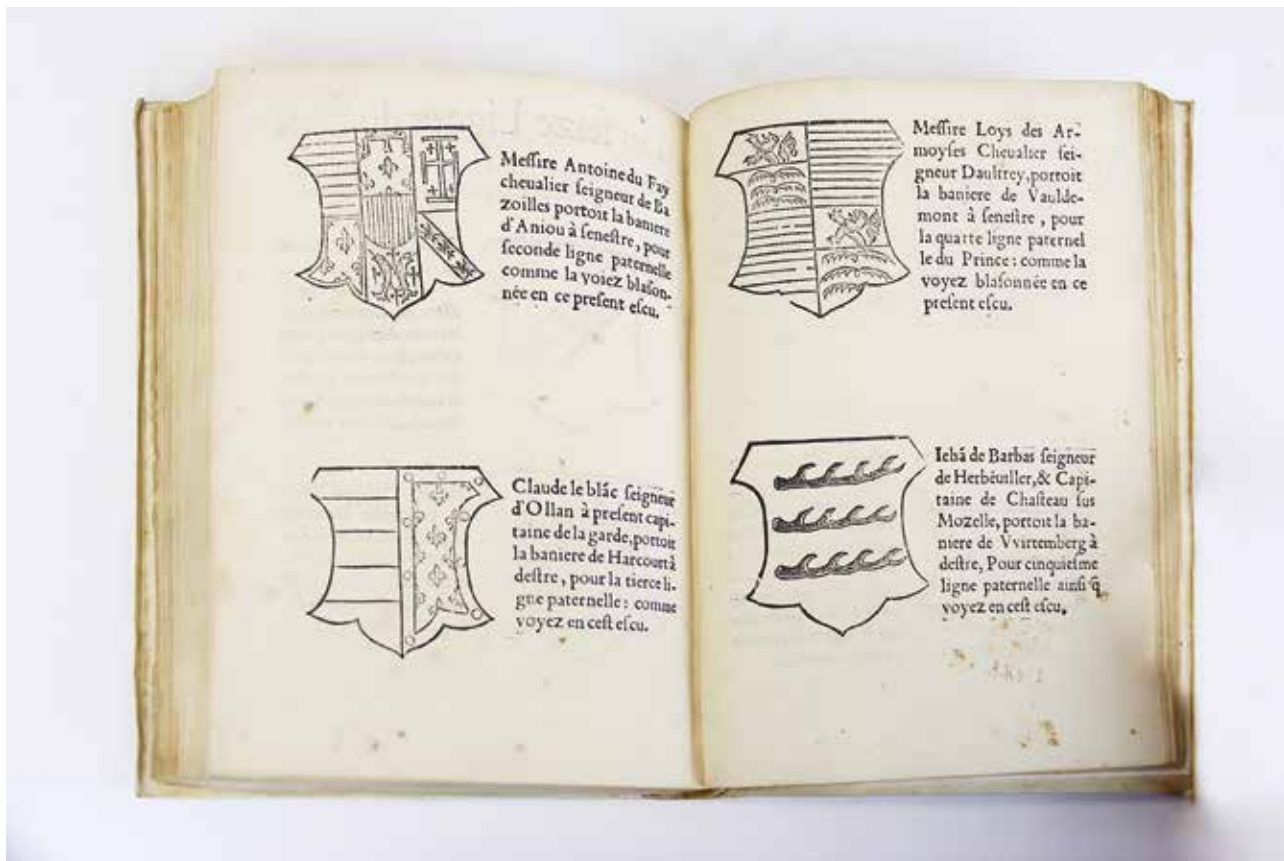 Meſſire Antoine du Fay
cheualier ſeigneur de Ba
zoilles portoit la baniere
d'Aniou à ſeneſtre, pour
ſeconde ligne paternelle
comme la voiez blaſon-
née en ce preſent eſcu.
Claude le blãc ſeigneur
d'Ollan à preſent capi-
taine de la garde, portoit
la baniere de Harcourt à
deſtre, pour la tierce li-
gne paternelle: comme
voyez en ceſt eſcu.
Meſſire Loys des Ar-
moyſes Cheualier ſei-
gneur Daultrey, portoit
la baniere de Vaulde-
mont à ſeneſtre, pour
la quarte ligne paternel
le du Prince: comme la
voyez blaſonnée en ce
preſent eſcu.
Iehã de Barbas ſeigneur
de Herbéuiller, & Capi-
taine de Chaſteau ſus
Mozelle, portoit la ba-
niere de Vvirtemberg à
deſtre, Pour cinquieſme
ligne paternelle ainſi q̃
voyez en ceſt eſcu.